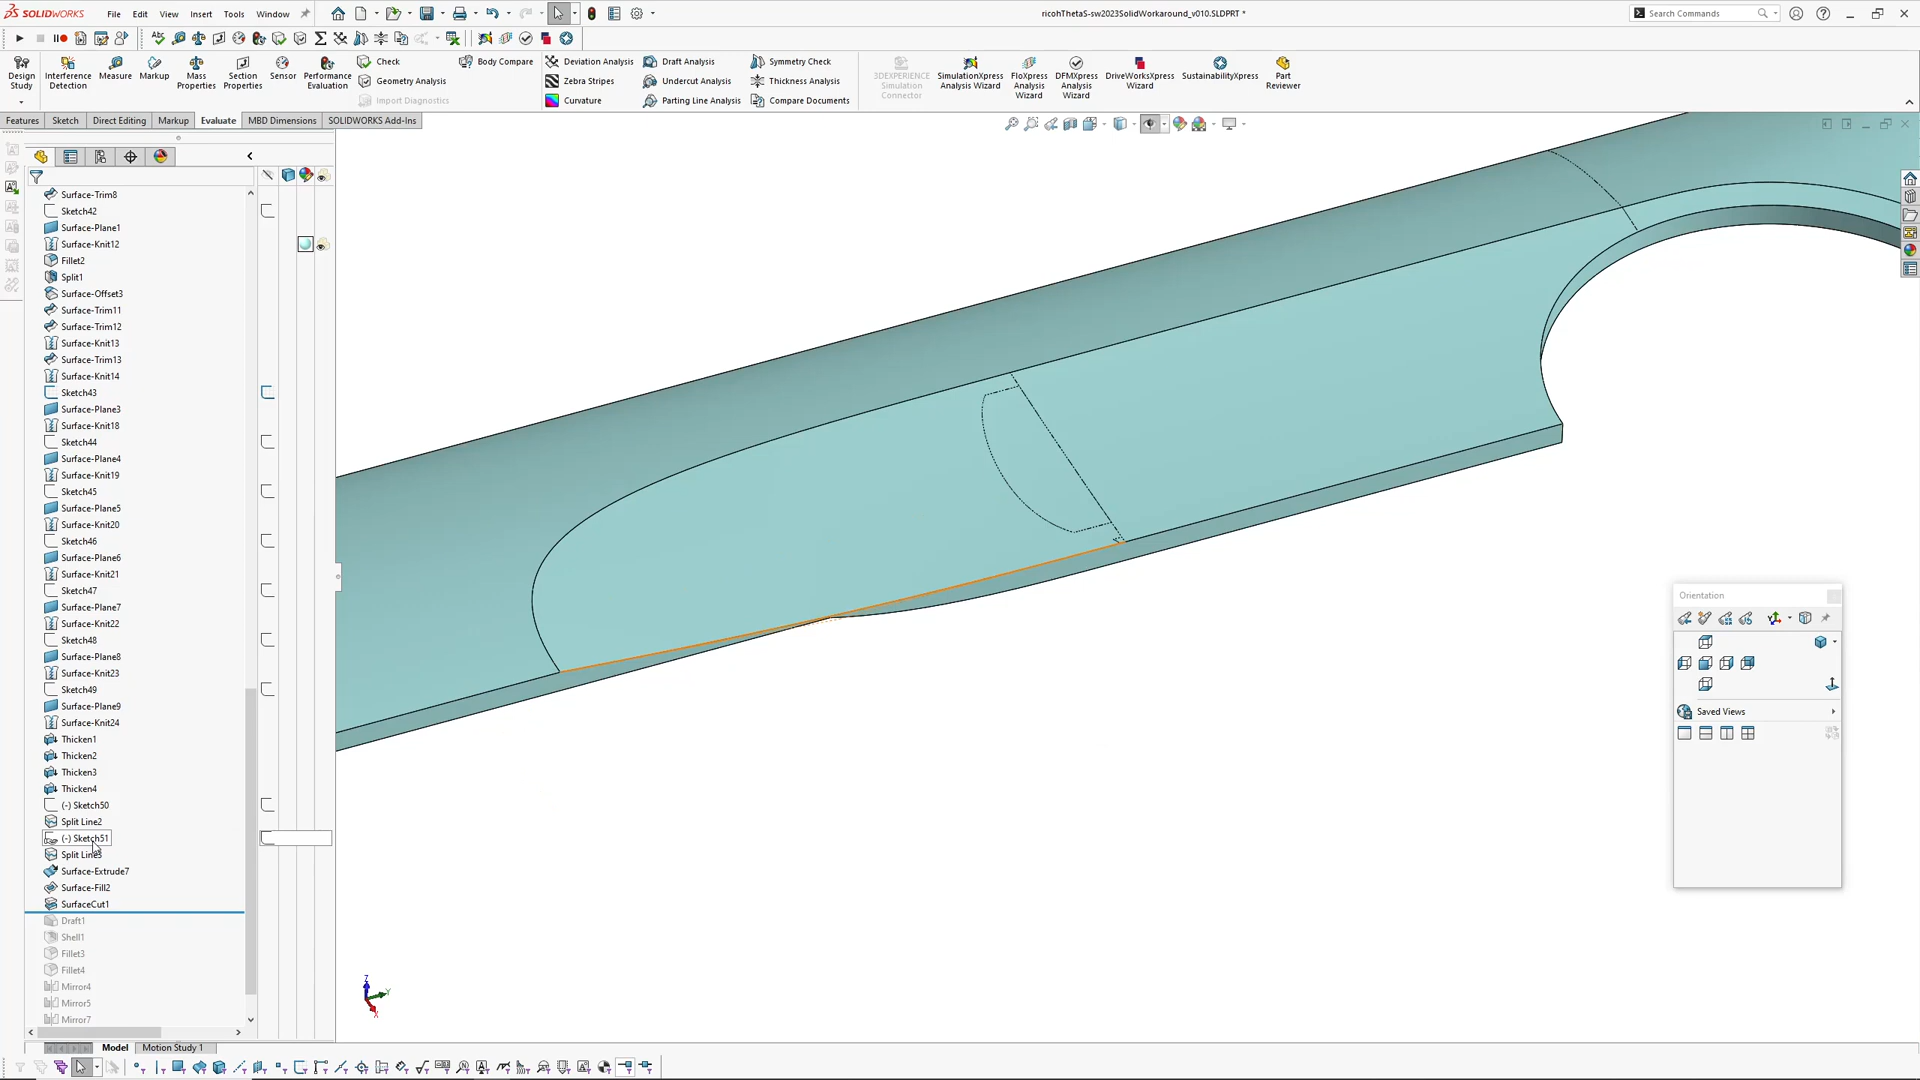 SOLIDWORKS File Edit View Insert Tools Window ricohThetaS-sw2023SolidWorkaround_v010.SLDPRT * Search Commands
Design Study Interference Detection Measure Markup Mass Properties Section Properties Sensor Performance Evaluation Check Body Compare Deviation Analysis Draft Analysis Symmetry Check 3DEXPERIENCE Simulation Connector SimulationXpress Analysis Wizard FloXpress Analysis Wizard DFMXpress Analysis Wizard DriveWorksXpress Wizard SustainabilityXpress Part Reviewer
Geometry Analysis Zebra Stripes Undercut Analysis Thickness Analysis
Import Diagnostics Curvature Parting Line Analysis Compare Documents
Features Sketch Direct Editing Markup Evaluate MBD Dimensions SOLIDWORKS Add-Ins
Surface-Trim8
Sketch42
Surface-Plane1
Surface-Knit12
Fillet2
Split1
Surface-Offset3
Surface-Trim11
Surface-Trim12
Surface-Knit13
Surface-Trim13
Surface-Knit14
Sketch43
Surface-Plane3
Surface-Knit18
Sketch44
Surface-Plane4
Surface-Knit19
Sketch45
Surface-Plane5
Surface-Knit20
Sketch46
Surface-Plane6
Surface-Knit21
Sketch47
Surface-Plane7
Surface-Knit22
Sketch48
Surface-Plane8
Surface-Knit23
Sketch49
Surface-Plane9
Surface-Knit24
Thicken1
Thicken2
Thicken3
Thicken4
(-) Sketch50
Split Line2
(-) Sketch51
Split Line3
Surface-Extrude7
Surface-Fill2
SurfaceCut1
Draft1
Shell1
Fillet3
Fillet4
Mirror4
Mirror5
Mirror7
Orientation
Saved Views
Z
Y
X
Model Motion Study 1